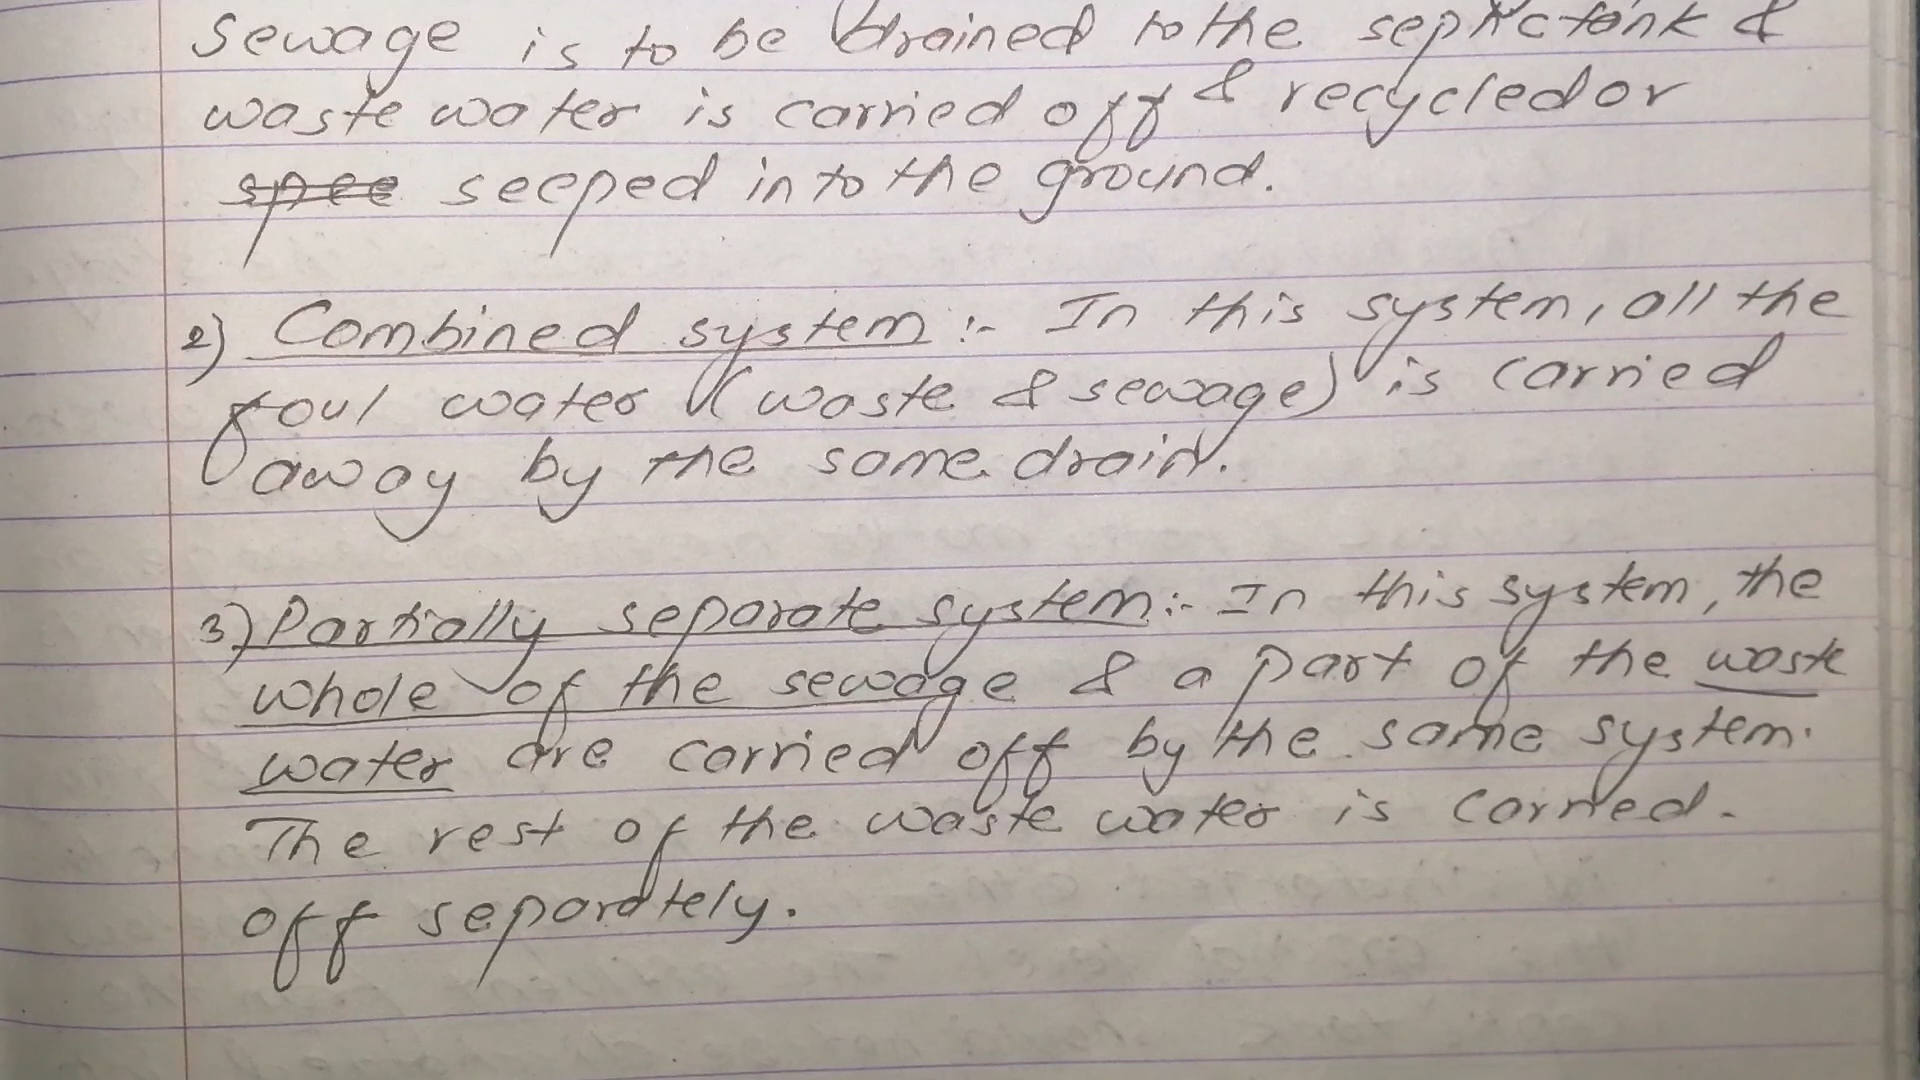 sewage is to be drained to the septic tank &
waste water is carried off & recycled or
spee seeped into the ground.
2) Combined system :- In this system, all the
foul water (waste & sewage) is carried
away by the same drain.
3) Partially separate system :- In this system, the
whole of the sewage & a part of the waste
water are carried off by the same system.
The rest of the waste water is carried.
off separately.